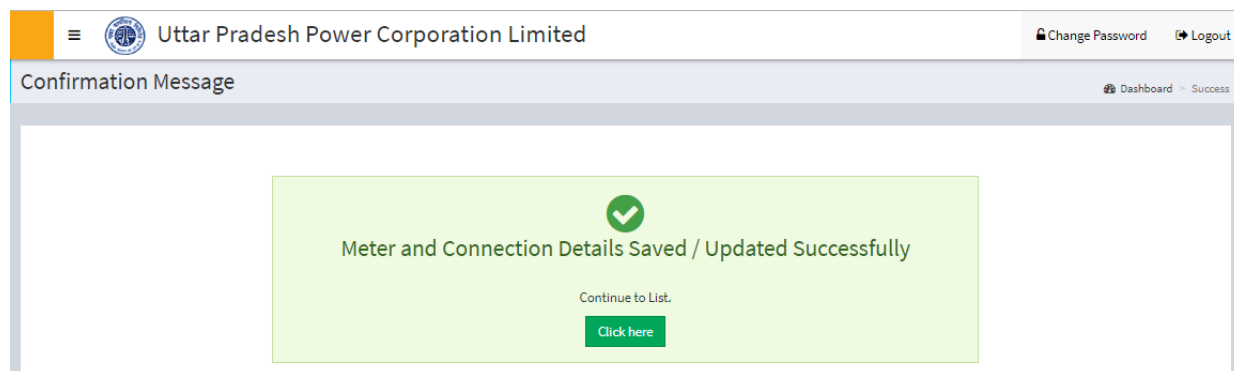 Uttar Pradesh Power Corporation Limited
Change Password
Logout
Confirmation Message
Dashboard > Success
Meter and Connection Details Saved / Updated Successfully
Continue to List.
Click here